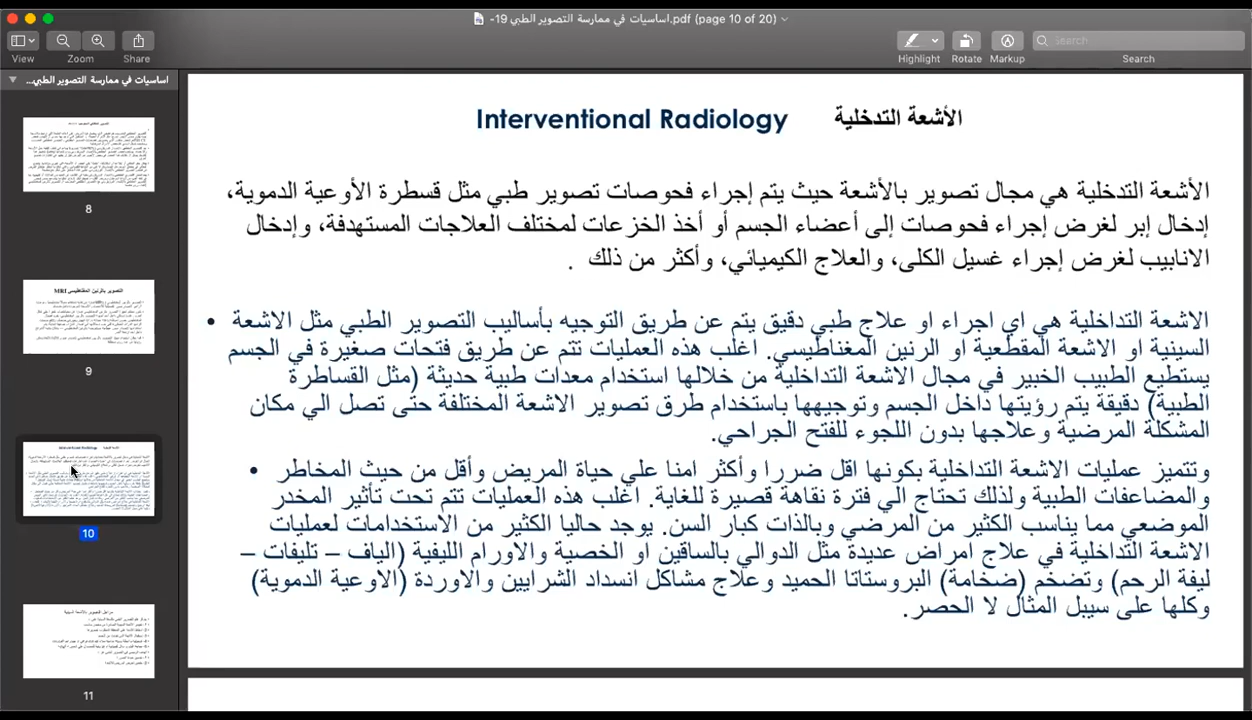 اساسيات في ممارسة التصوير الطبي 19-.pdf (page 10 of 20)
View
Zoom
Share
Highlight
Rotate
Markup
Search
Search
اساسيات في ممارسة التصوير الطبي...
8
التصوير بالرنين المغناطيسي MRI
9
10
مراحل التصوير بالأشعة السينية
11
الأشعة التدخلية Interventional Radiology
الأشعة التدخلية هي مجال تصوير بالأشعة حيث يتم إجراء فحوصات تصوير طبي مثل قسطرة الأوعية الدموية،
إدخال إبر لغرض إجراء فحوصات إلى أعضاء الجسم أو أخذ الخزعات لمختلف العلاجات المستهدفة، وإدخال
الانابيب لغرض إجراء غسيل الكلى، والعلاج الكيميائي، وأكثر من ذلك .
• الاشعة التداخلية هي اي اجراء او علاج طبي دقيق يتم عن طريق التوجيه بأساليب التصوير الطبي مثل الاشعة
السينية او الاشعة المقطعية او الرنين المغناطيسي. اغلب هذه العمليات تتم عن طريق فتحات صغيرة في الجسم
يستطيع الطبيب الخبير في مجال الاشعة التداخلية من خلالها استخدام معدات طبية حديثة (مثل القساطرة
الطبية) دقيقة يتم رؤيتها داخل الجسم وتوجيهها باستخدام طرق تصوير الاشعة المختلفة حتى تصل الي مكان
المشكلة المرضية وعلاجها بدون اللجوء للفتح الجراحي.
• وتتميز عمليات الاشعة التداخلية بكونها اقل ضررا وأكثر امنا علي حياة المريض وأقل من حيث المخاطر
والمضاعفات الطبية ولذلك تحتاج الي فترة نقاهة قصيرة للغاية. اغلب هذه العمليات تتم تحت تأثير المخدر
الموضعي مما يناسب الكثير من المرضي وبالذات كبار السن. يوجد حاليا الكثير من الاستخدامات لعمليات
الاشعة التداخلية في علاج امراض عديدة مثل الدوالي بالساقين او الخصية والاورام الليفية (الياف – تليفات –
ليفة الرحم) وتضخم (ضخامة) البروستاتا الحميد وعلاج مشاكل انسداد الشرايين والاوردة (الاوعية الدموية)
وكلها على سبيل المثال لا الحصر.